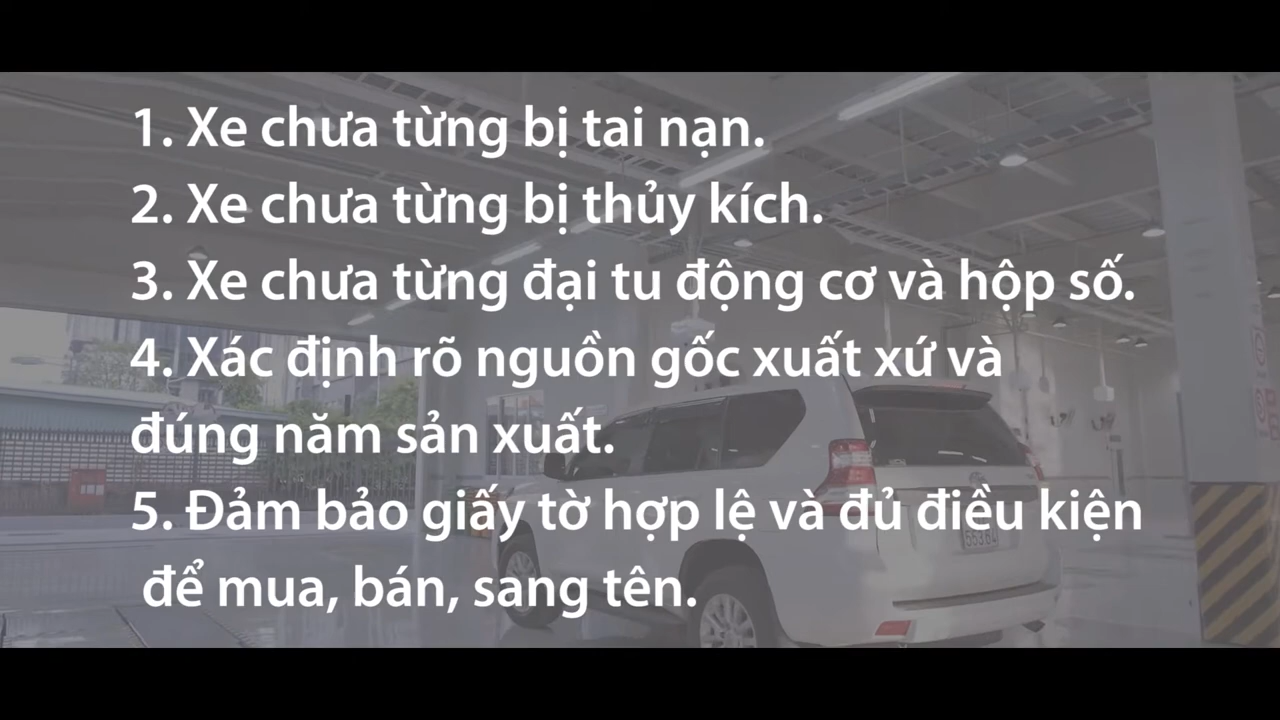 1. Xe chưa từng bị tai nạn.
2. Xe chưa từng bị thủy kích.
3. Xe chưa từng đại tu động cơ và hộp số.
4. Xác định rõ nguồn gốc xuất xứ và
đúng năm sản xuất.
5. Đảm bảo giấy tờ hợp lệ và đủ điều kiện
để mua, bán, sang tên.